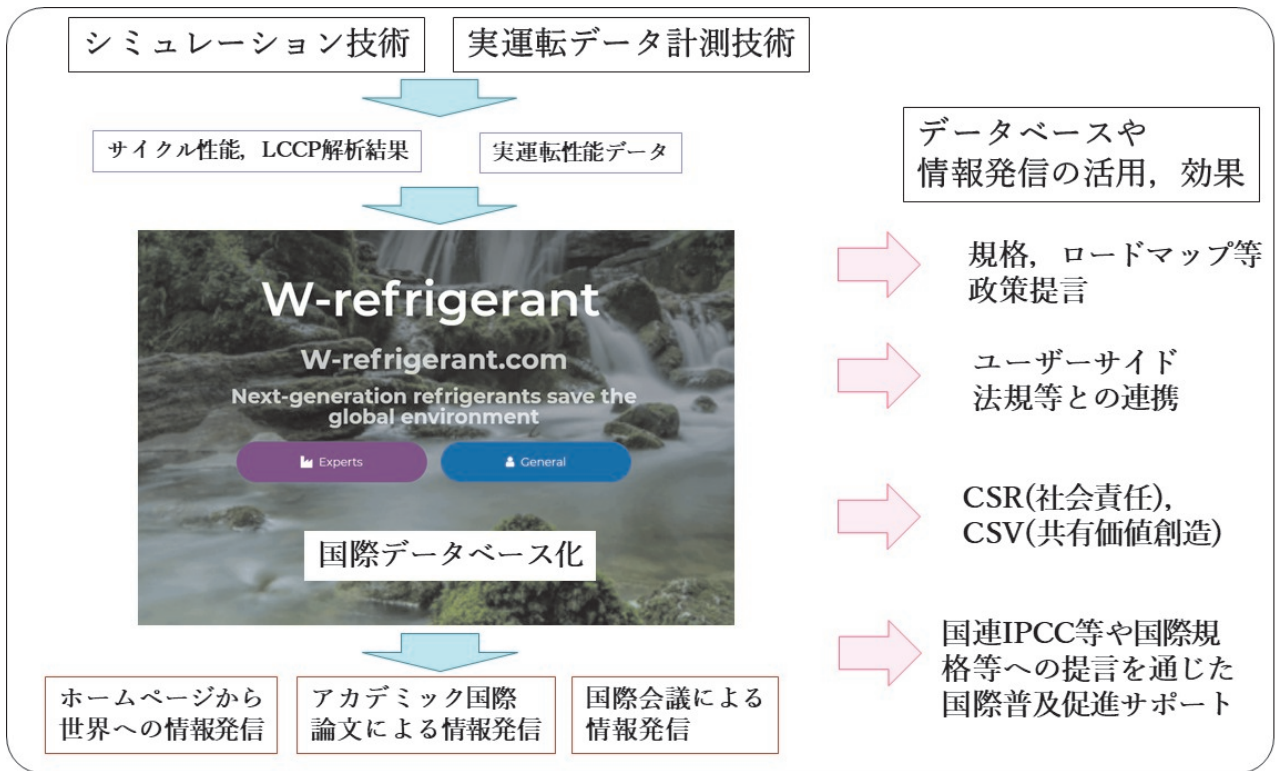 シミュレーション技術
実運転データ計測技術
サイクル性能，LCCP解析結果
実運転性能データ
W-refrigerant
W-refrigerant.com
Next-generation refrigerants save the
global environment
Experts
General
国際データベース化
ホームページから
世界への情報発信
アカデミック国際
論文による情報発信
国際会議による
情報発信
データベースや
情報発信の活用，効果
規格，ロードマップ等
政策提言
ユーザーサイド
法規等との連携
CSR(社会責任),
CSV(共有価値創造)
国連IPCC等や国際規
格等への提言を通じた
国際普及促進サポート